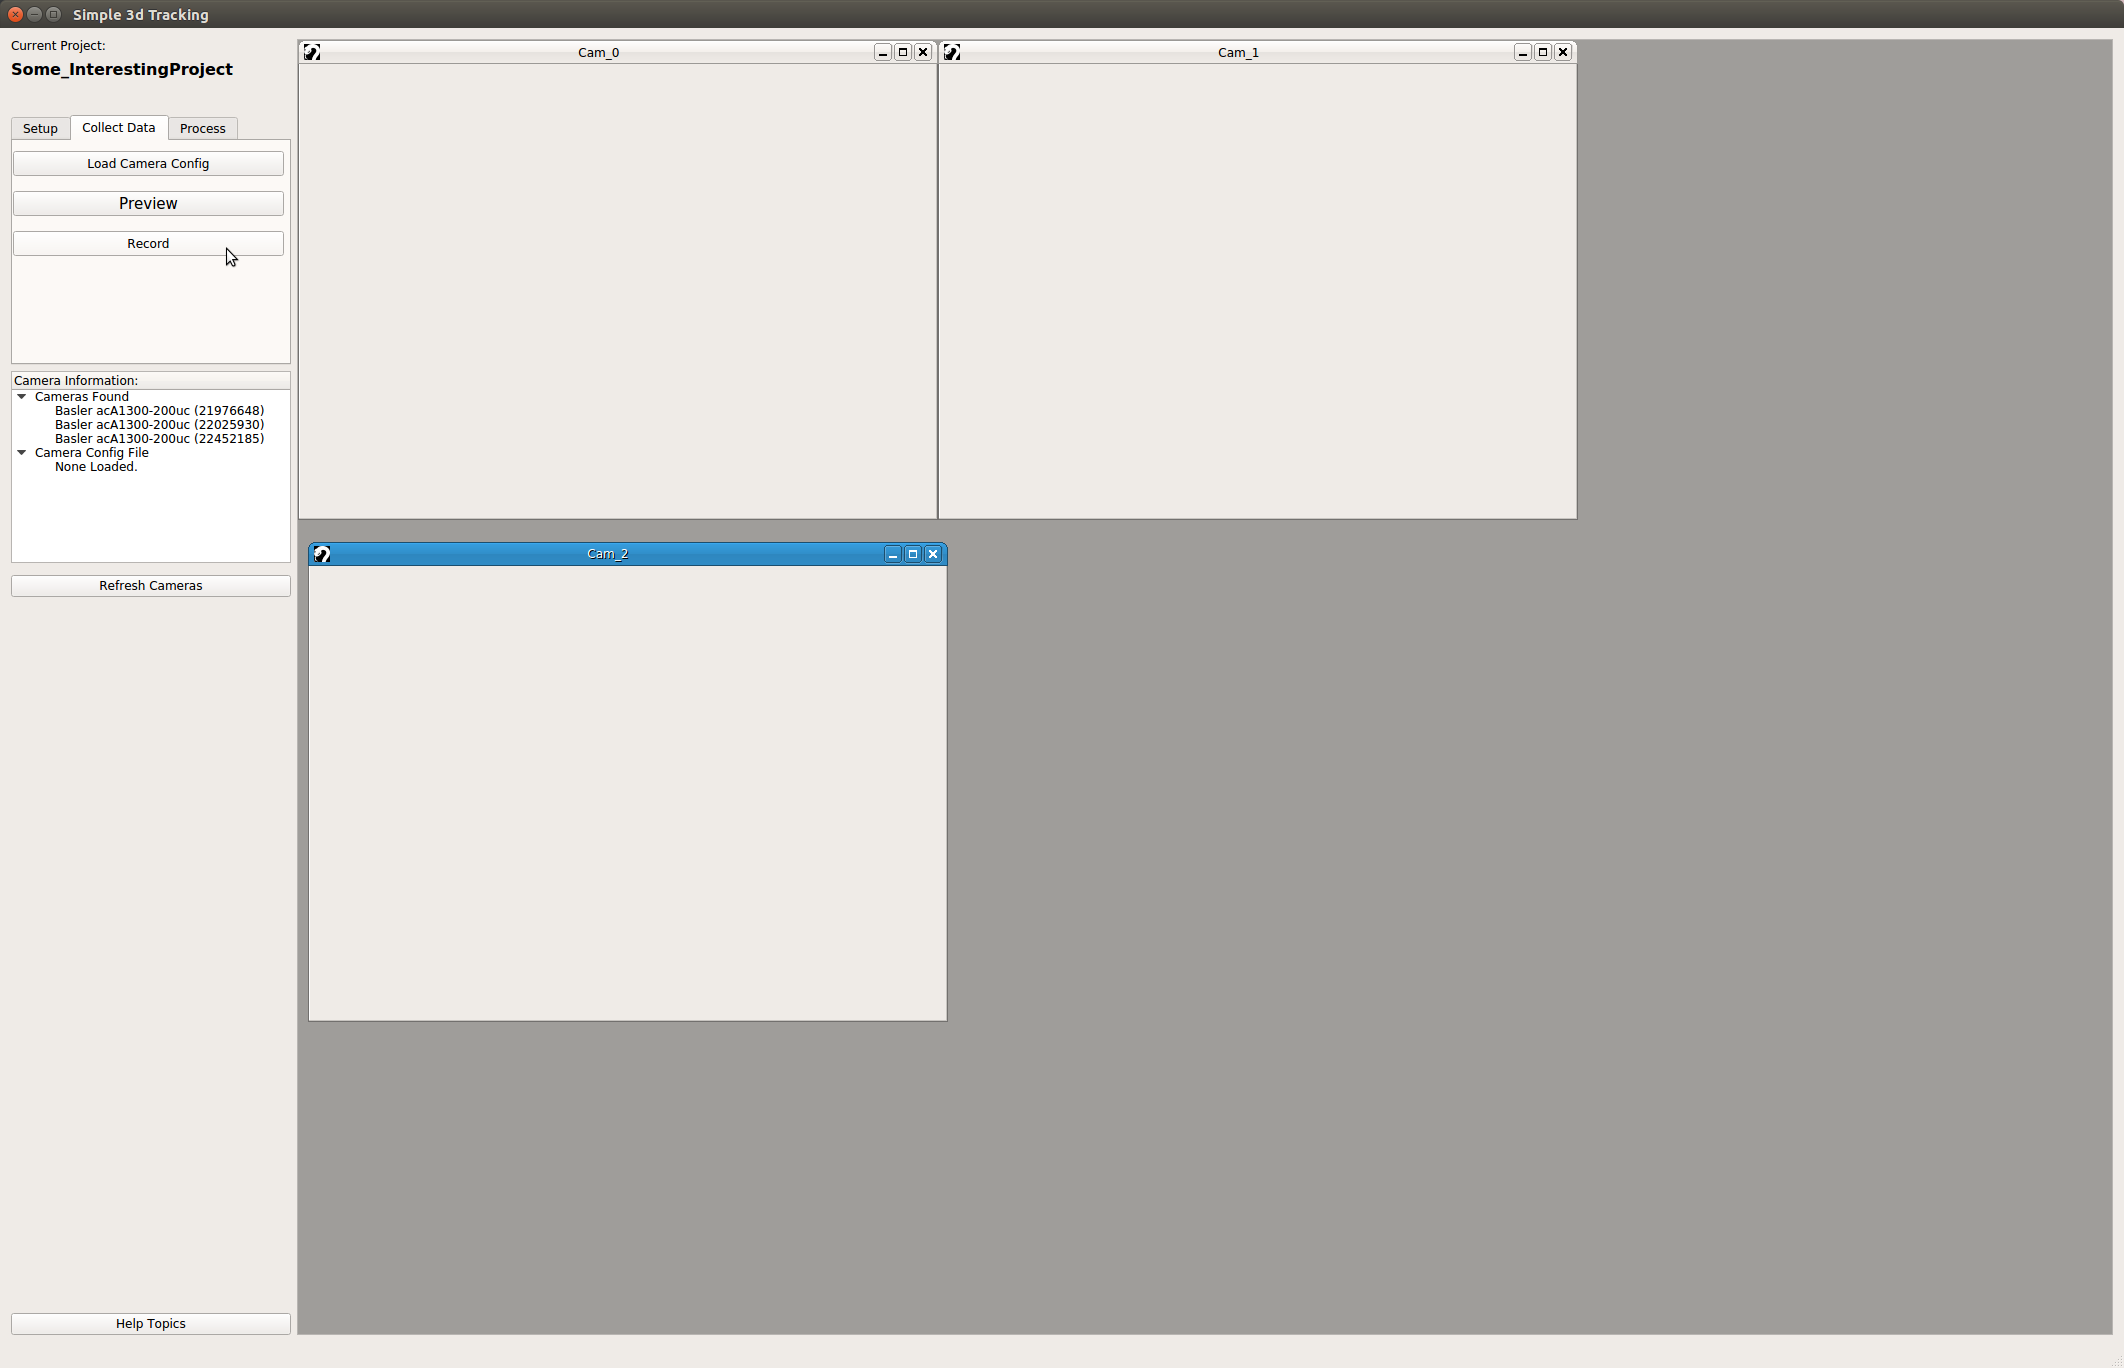 Simple 3d Tracking
Current Project:
Some_InterestingProject
Setup
Collect Data
Process
Load Camera Config
Preview
Record
Camera Information:
Cameras Found
Basler acA1300-200uc (21976648)
Basler acA1300-200uc (22025930)
Basler acA1300-200uc (22452185)
Camera Config File
None Loaded.
Refresh Cameras
Help Topics
Cam_0
Cam_1
Cam_2